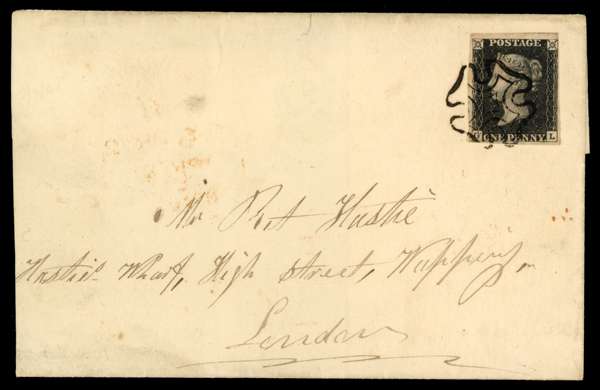 POSTAGE
ONE PENNY
L
Mr Robt Hastie
Hastie's Wharf, High Street, Wapping,
London